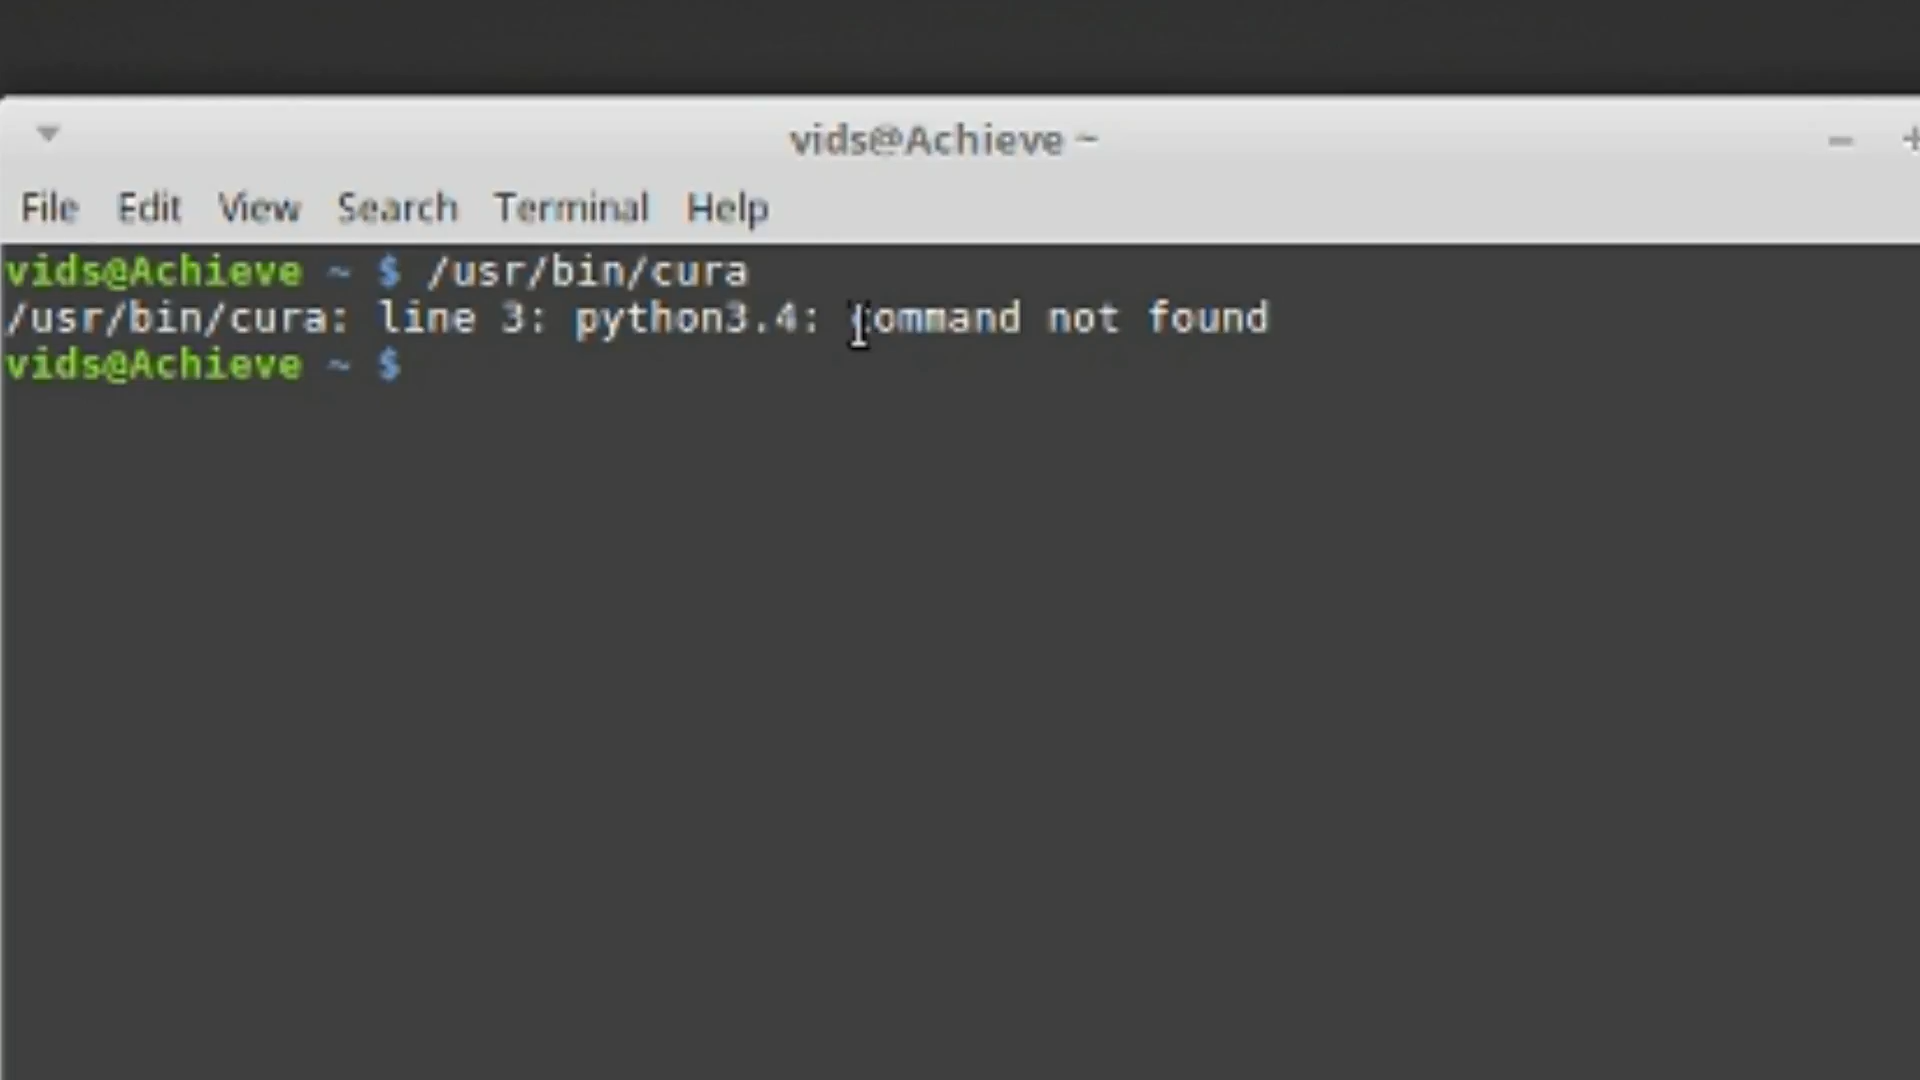 vids@Achieve ~
File Edit View Search Terminal Help
vids@Achieve ~ $ /usr/bin/cura
/usr/bin/cura: line 3: python3.4: command not found
vids@Achieve ~ $